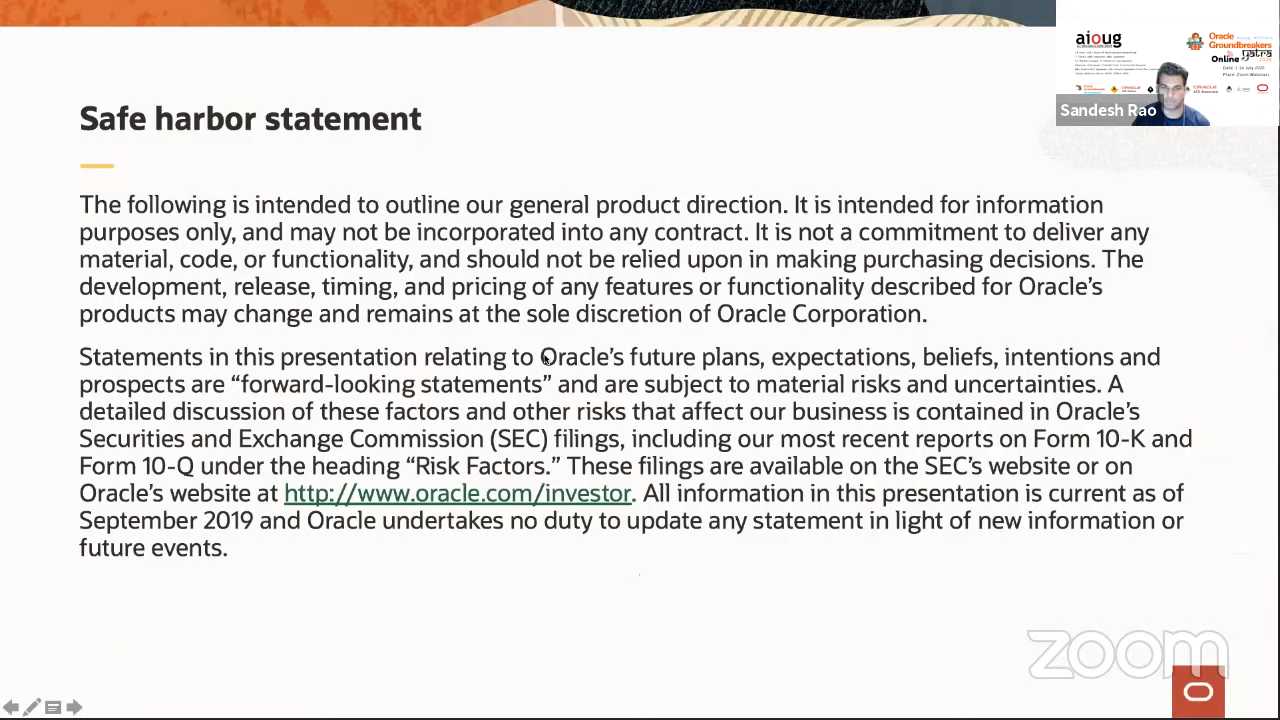 aioug
Oracle
Groundbreakers
Online yatra
2020
Date: 1-16 July 2020
Place: Zoom Webinars
Sandesh Rao
Safe harbor statement
The following is intended to outline our general product direction. It is intended for information
purposes only, and may not be incorporated into any contract. It is not a commitment to deliver any
material, code, or functionality, and should not be relied upon in making purchasing decisions. The
development, release, timing, and pricing of any features or functionality described for Oracle’s
products may change and remains at the sole discretion of Oracle Corporation.
Statements in this presentation relating to Oracle’s future plans, expectations, beliefs, intentions and
prospects are “forward-looking statements” and are subject to material risks and uncertainties. A
detailed discussion of these factors and other risks that affect our business is contained in Oracle’s
Securities and Exchange Commission (SEC) filings, including our most recent reports on Form 10-K and
Form 10-Q under the heading “Risk Factors.” These filings are available on the SEC’s website or on
Oracle’s website at http://www.oracle.com/investor. All information in this presentation is current as of
September 2019 and Oracle undertakes no duty to update any statement in light of new information or
future events.
zoom